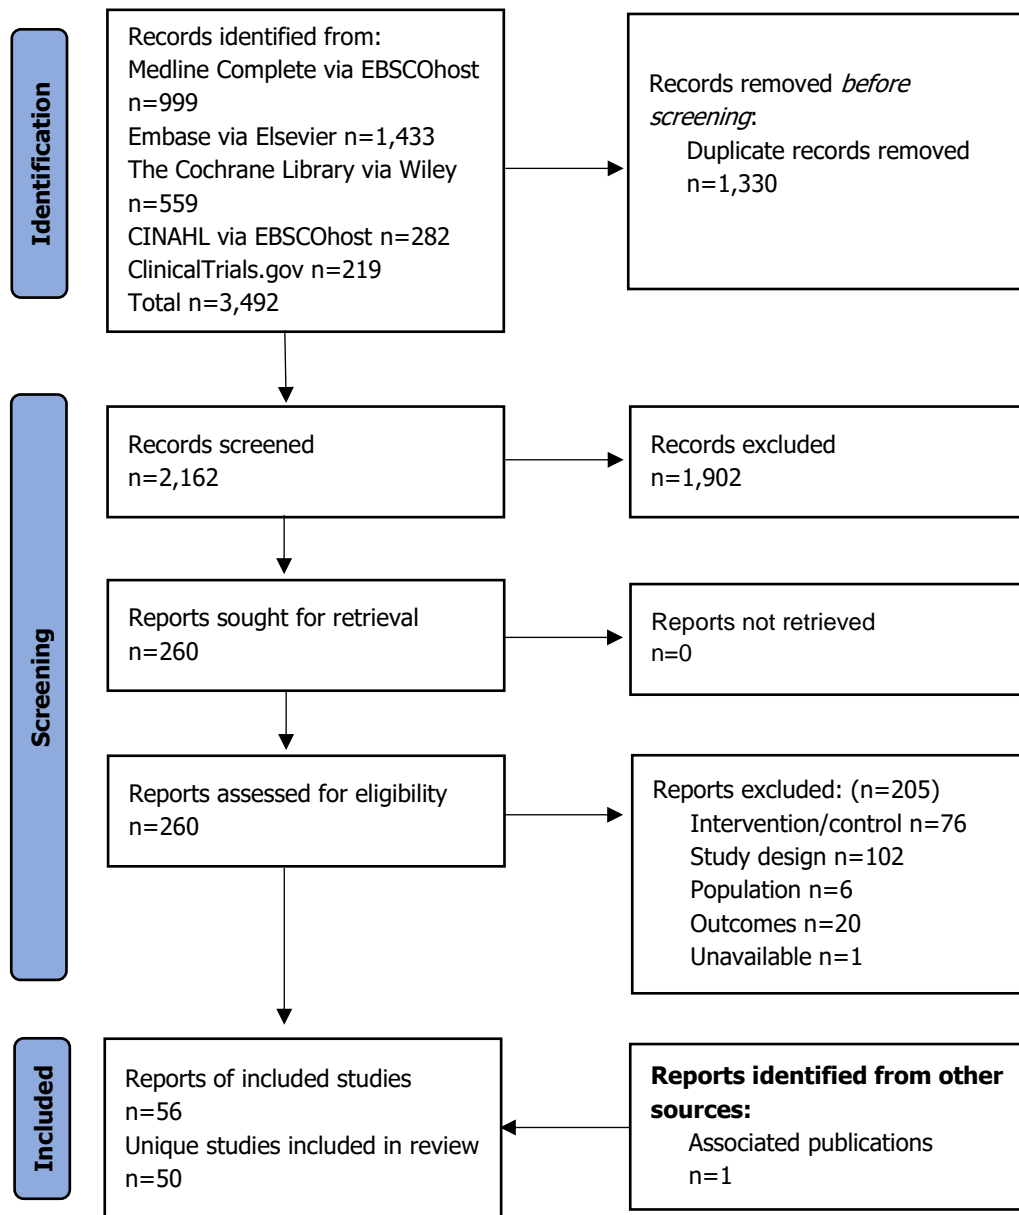 Identification
Records identified from:
Medline Complete via EBSCOhost
n=999
Embase via Elsevier n=1,433
The Cochrane Library via Wiley
n=559
CINAHL via EBSCOhost n=282
ClinicalTrials.gov n=219
Total n=3,492
Records removed before
screening:
Duplicate records removed
n=1,330
Screening
Records screened
n=2,162
Records excluded
n=1,902
Reports sought for retrieval
n=260
Reports not retrieved
n=0
Reports assessed for eligibility
n=260
Reports excluded: (n=205)
Intervention/control n=76
Study design n=102
Population n=6
Outcomes n=20
Unavailable n=1
Included
Reports of included studies
n=56
Unique studies included in review
n=50
Reports identified from other
sources:
Associated publications
n=1